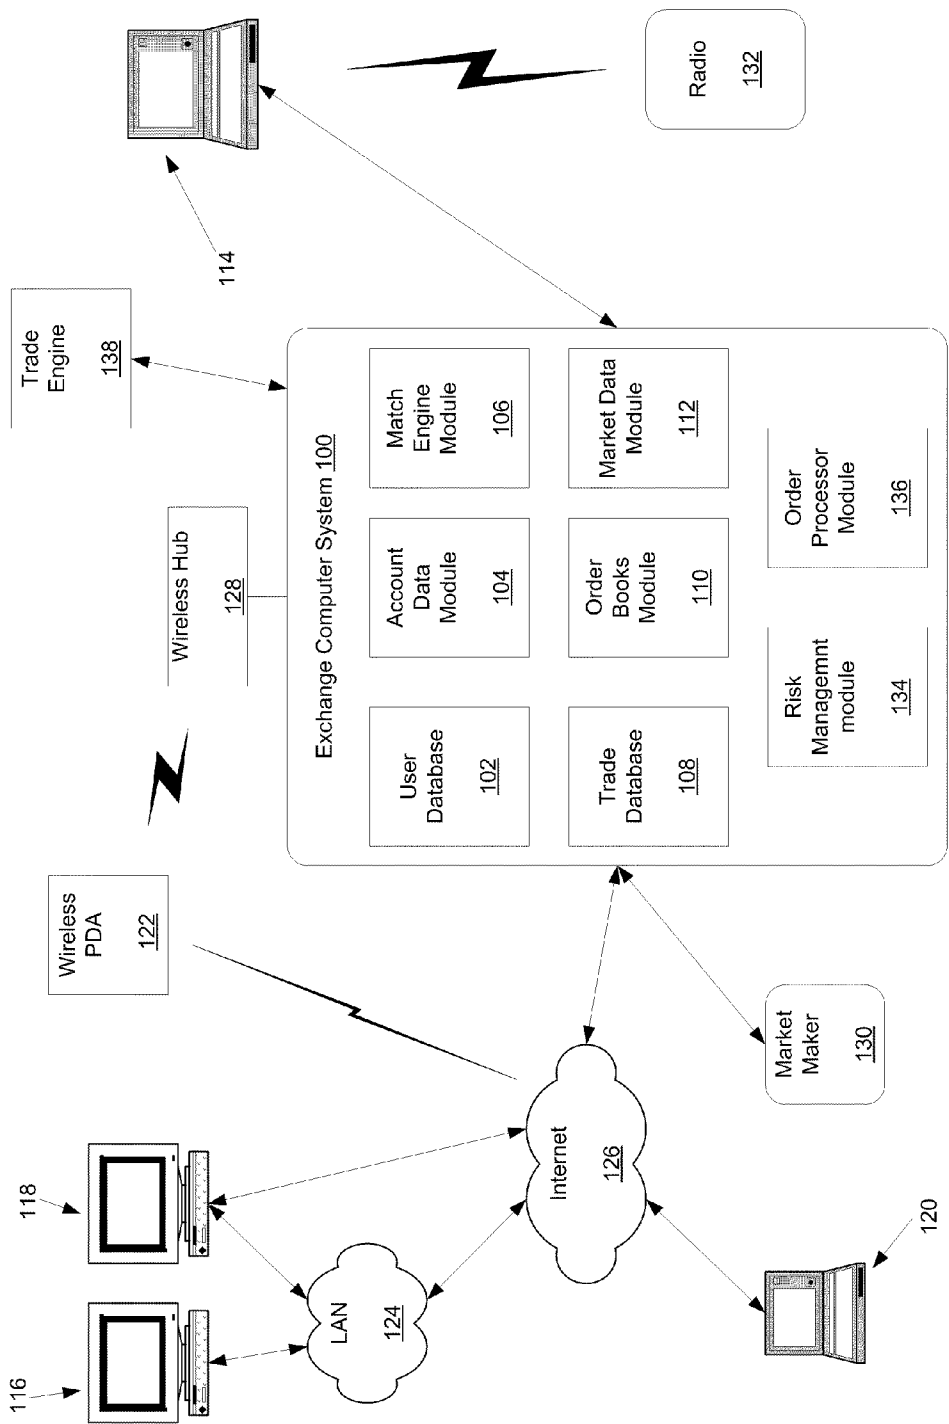 116
118
Wireless
PDA
122
Trade
Engine
138
Wireless Hub
128
114
LAN
124
Exchange Computer System 100
User
Database
102
Account
Data
Module
104
Match
Engine
Module
106
Internet
126
Trade
Database
108
Order
Books
Module
110
Market Data
Module
112
Radio
132
Market
Maker
130
Risk
Managemnt
module
134
Order
Processor
Module
136
120